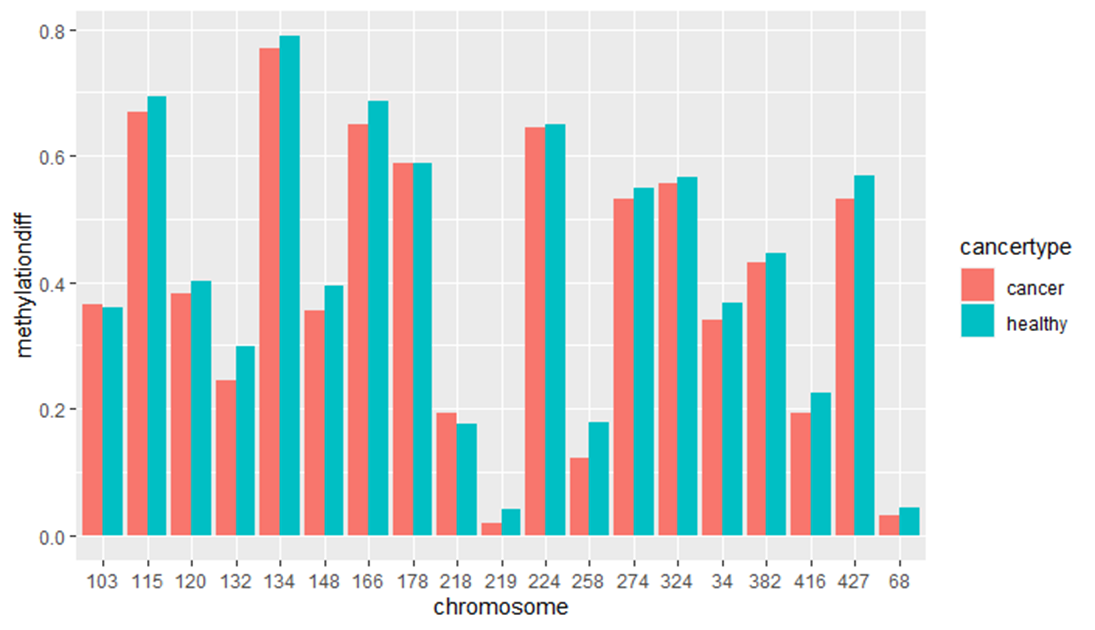 0.8
0.6
0.4
0.2
0.0
methylationdiff
103 115 120 132 134 148 166 178 218 219 224 258 274 324 34 382 416 427 68
chromosome
cancertype
cancer
healthy